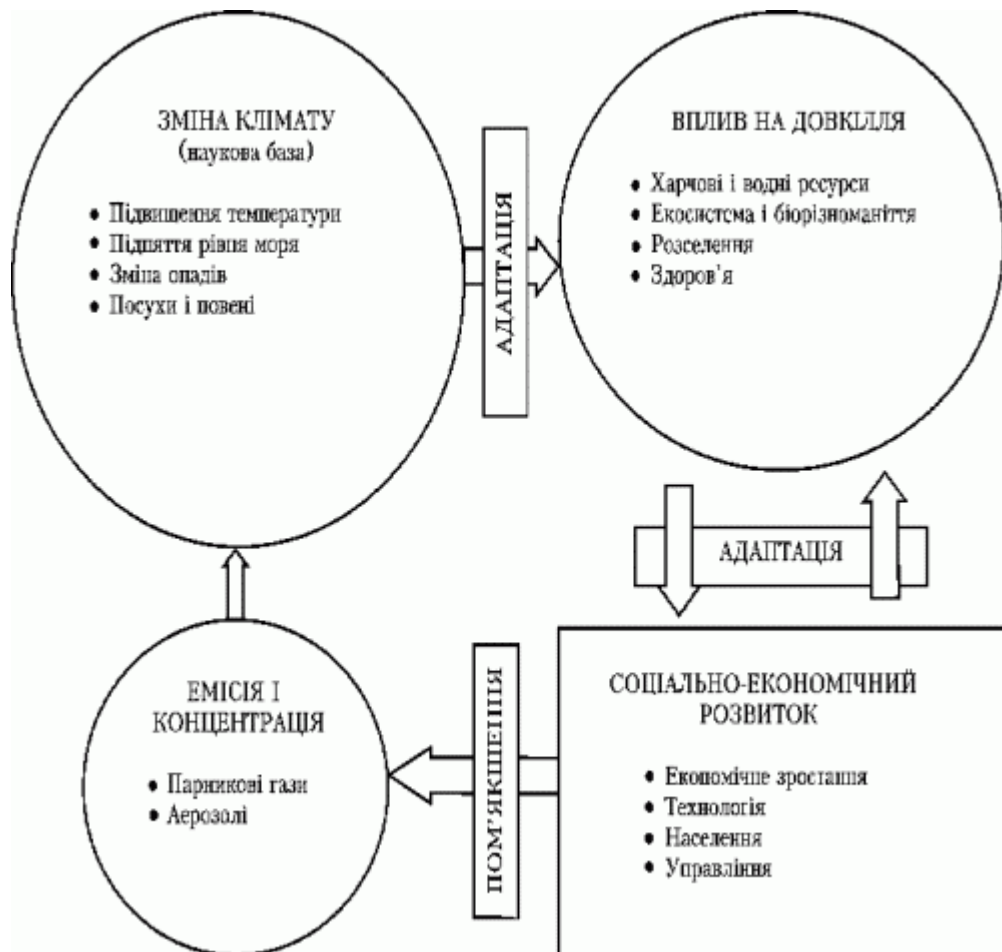 ЗМІНА КЛІМАТУ
(наукова база)
• Підвищення температури
• Підняття рівня моря
• Зміна опадів
• Посухи і повені
АДАПТАЦІЯ
ВПЛИВ НА ДОВКІЛЛЯ
• Харчові і водні ресурси
• Екосистема і біорізноманіття
• Розселення
• Здоров'я
АДАПТАЦІЯ
СОЦІАЛЬНО-ЕКОНОМІЧНИЙ
РОЗВИТОК
• Економічне зростання
• Технологія
• Населення
• Управління
ПОМ'ЯКШЕННЯ
ЕМІСІЯ І
КОНЦЕНТРАЦІЯ
• Парникові гази
• Аерозолі